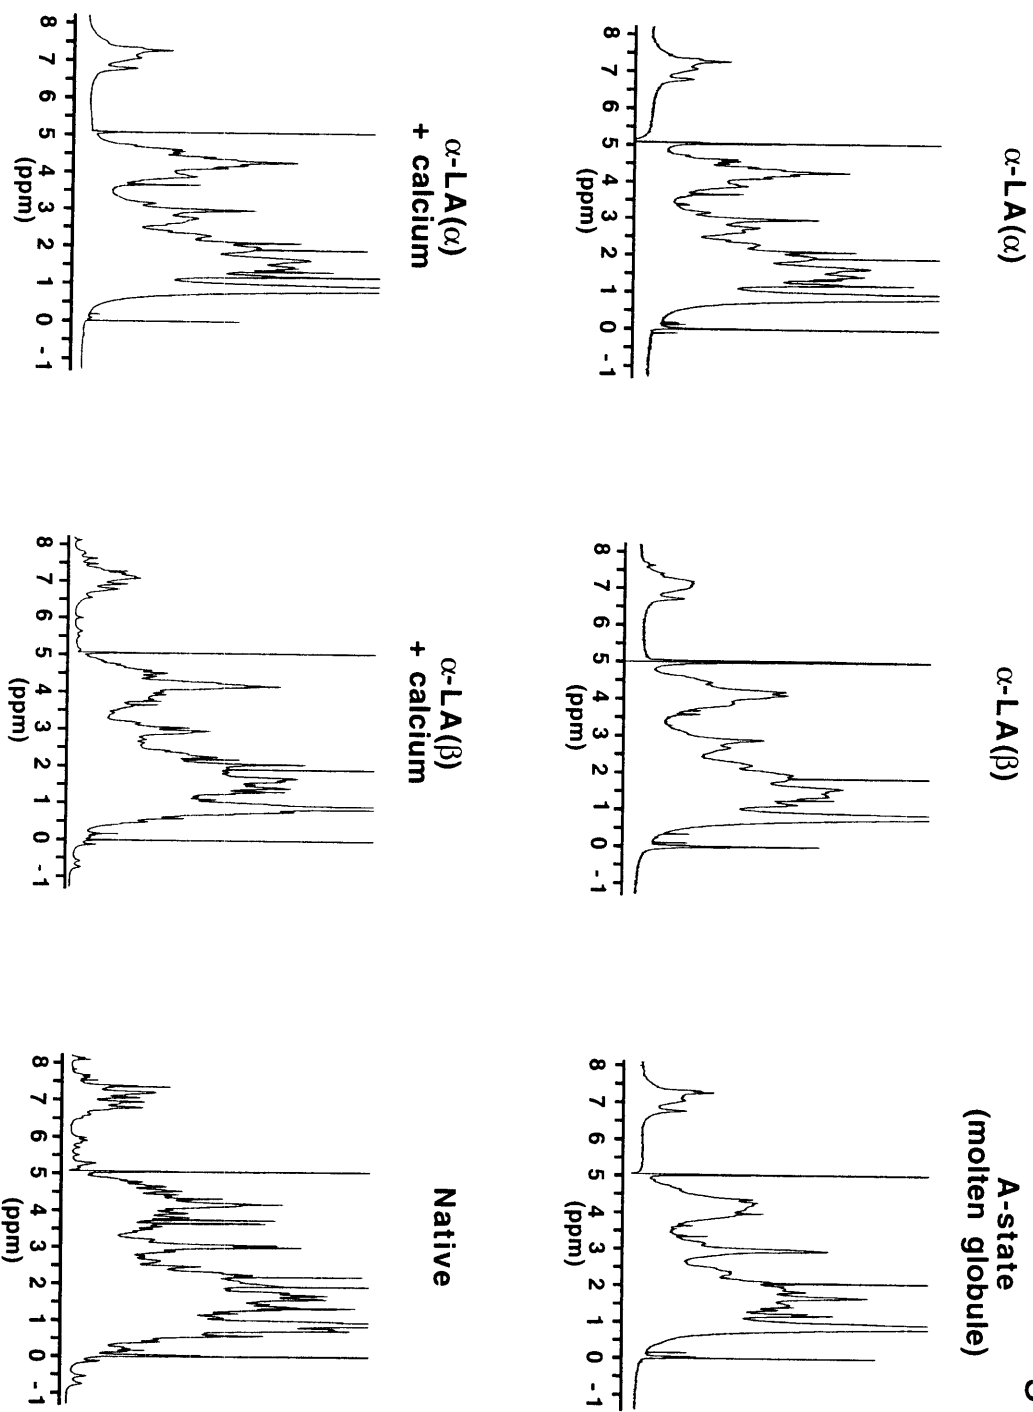 α-LA(α)
8 7 6 5 4 3 2 1 0 -1
(ppm)
α-LA(β)
8 7 6 5 4 3 2 1 0 -1
(ppm)
A-state
(molten globule)
8 7 6 5 4 3 2 1 0 -1
(ppm)
α-LA(α)
+ calcium
8 7 6 5 4 3 2 1 0 -1
(ppm)
α-LA(β)
+ calcium
8 7 6 5 4 3 2 1 0 -1
(ppm)
Native
8 7 6 5 4 3 2 1 0 -1
(ppm)